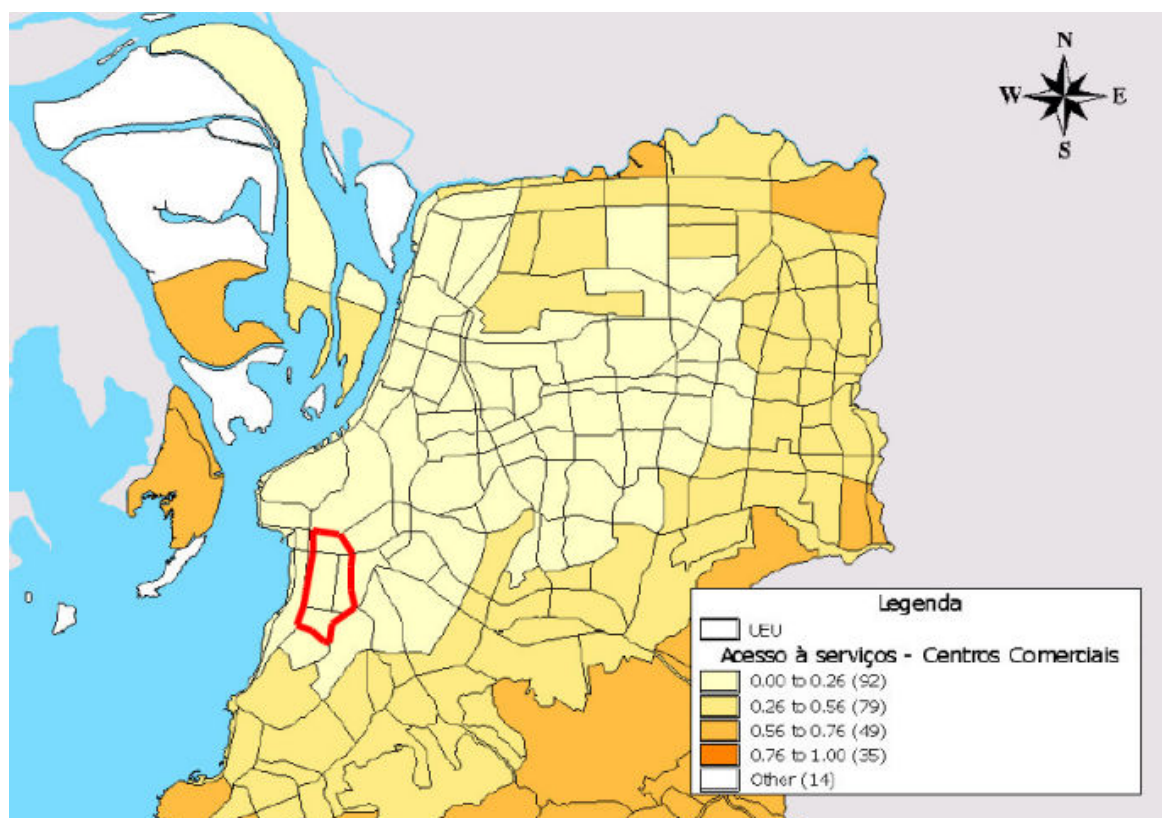 N
W E
S
Legenda
UEU
Acesso à serviços - Centros Comerciais
0.00 to 0.26 (92)
0.26 to 0.56 (79)
0.56 to 0.76 (49)
0.76 to 1.00 (35)
Other (14)